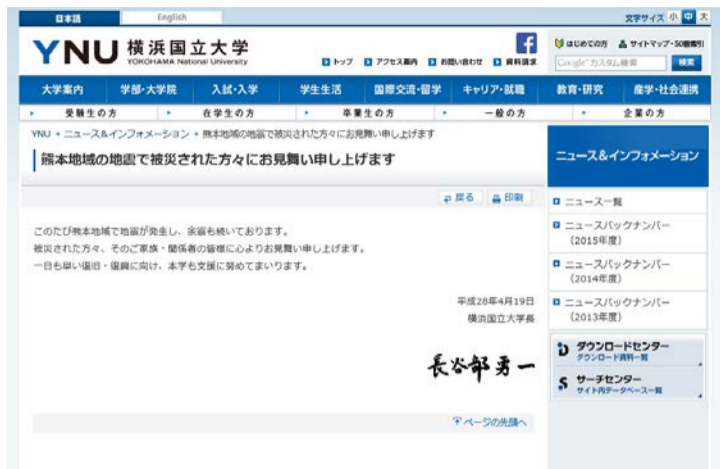 日本語 English 文字サイズ 小 中 大
YNU 横浜国立大学
YOKOHAMA National University
トップ アクセス案内 お問い合わせ 資料請求
はじめての方 サイトマップ・50音索引
Google カスタム検索 検索
大学案内 学部・大学院 入試・入学 学生生活 国際交流・留学 キャリア・就職 教育・研究 産学・社会連携
受験生の方 在学生の方 卒業生の方 一般の方 企業の方
YNU ニュース&インフォメーション 熊本地域の地震で被災された方々にお見舞い申し上げます
熊本地域の地震で被災された方々にお見舞い申し上げます
戻る 印刷
このたび熊本地域で地震が発生し、余震も続いております。
被災された方々、そのご家族・関係者の皆様に心よりお見舞い申し上げます。
一日も早い復旧・復興に向け、本学も支援に努めてまいります。
平成28年4月19日
横浜国立大学長
長谷部勇一
ページの先頭へ
ニュース&インフォメーション
ニュース一覧
ニュースバックナンバー
(2015年度)
ニュースバックナンバー
(2014年度)
ニュースバックナンバー
(2013年度)
ダウンロードセンター
ダウンロード資料一覧
サーチセンター
サイト内データベース一覧